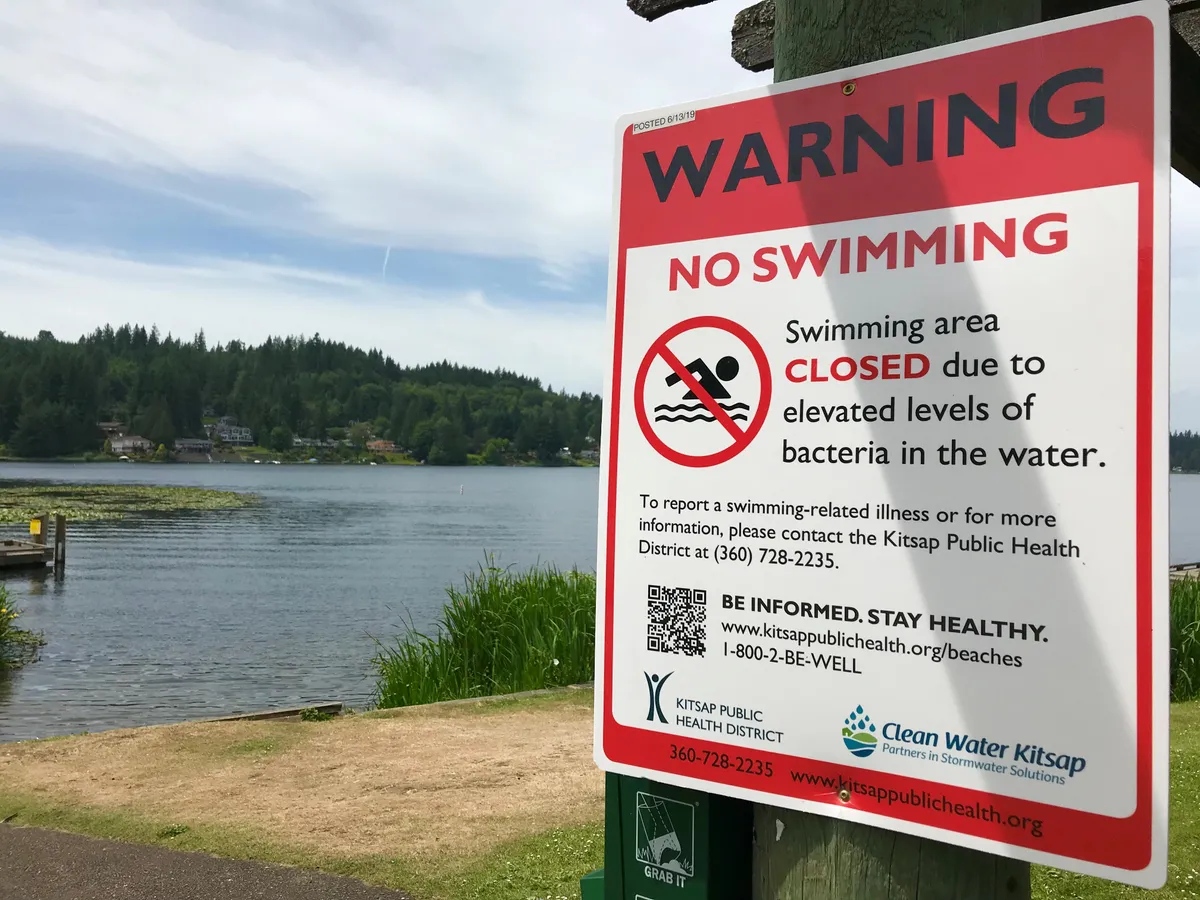 POSTED 6/13/19
WARNING
NO SWIMMING
Swimming area
CLOSED due to
elevated levels of
bacteria in the water.
To report a swimming-related illness or for more
information, please contact the Kitsap Public Health
District at (360) 728-2235.
BE INFORMED. STAY HEALTHY.
www.kitsappublichealth.org/beaches
1-800-2-BE-WELL
KITSAP PUBLIC
HEALTH DISTRICT
Clean Water Kitsap
Partners in Stormwater Solutions
360-728-2235 www.kitsappublichealth.org
GRAB IT